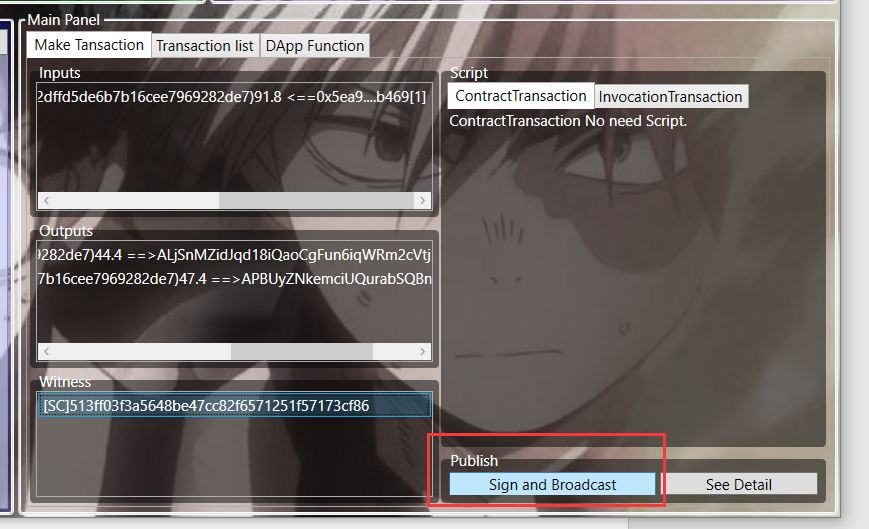 Main Panel
Make Tansaction
Transaction list
DApp Function
Inputs
2dffd5de6b7b16cee7969282de7)91.8 <==0x5ea9....b469[1]
Outputs
9282de7)44.4 ==>ALjSnMZidJqd18iQaoCgFun6iqWRm2cVtj
7b16cee7969282de7)47.4 ==>APBUyZNkemciUQurabSQBn
Witness
[SC]513ff03f3a5648be47cc82f6571251f57173cf86
Script
ContractTransaction
InvocationTransaction
ContractTransaction No need Script.
Publish
Sign and Broadcast
See Detail